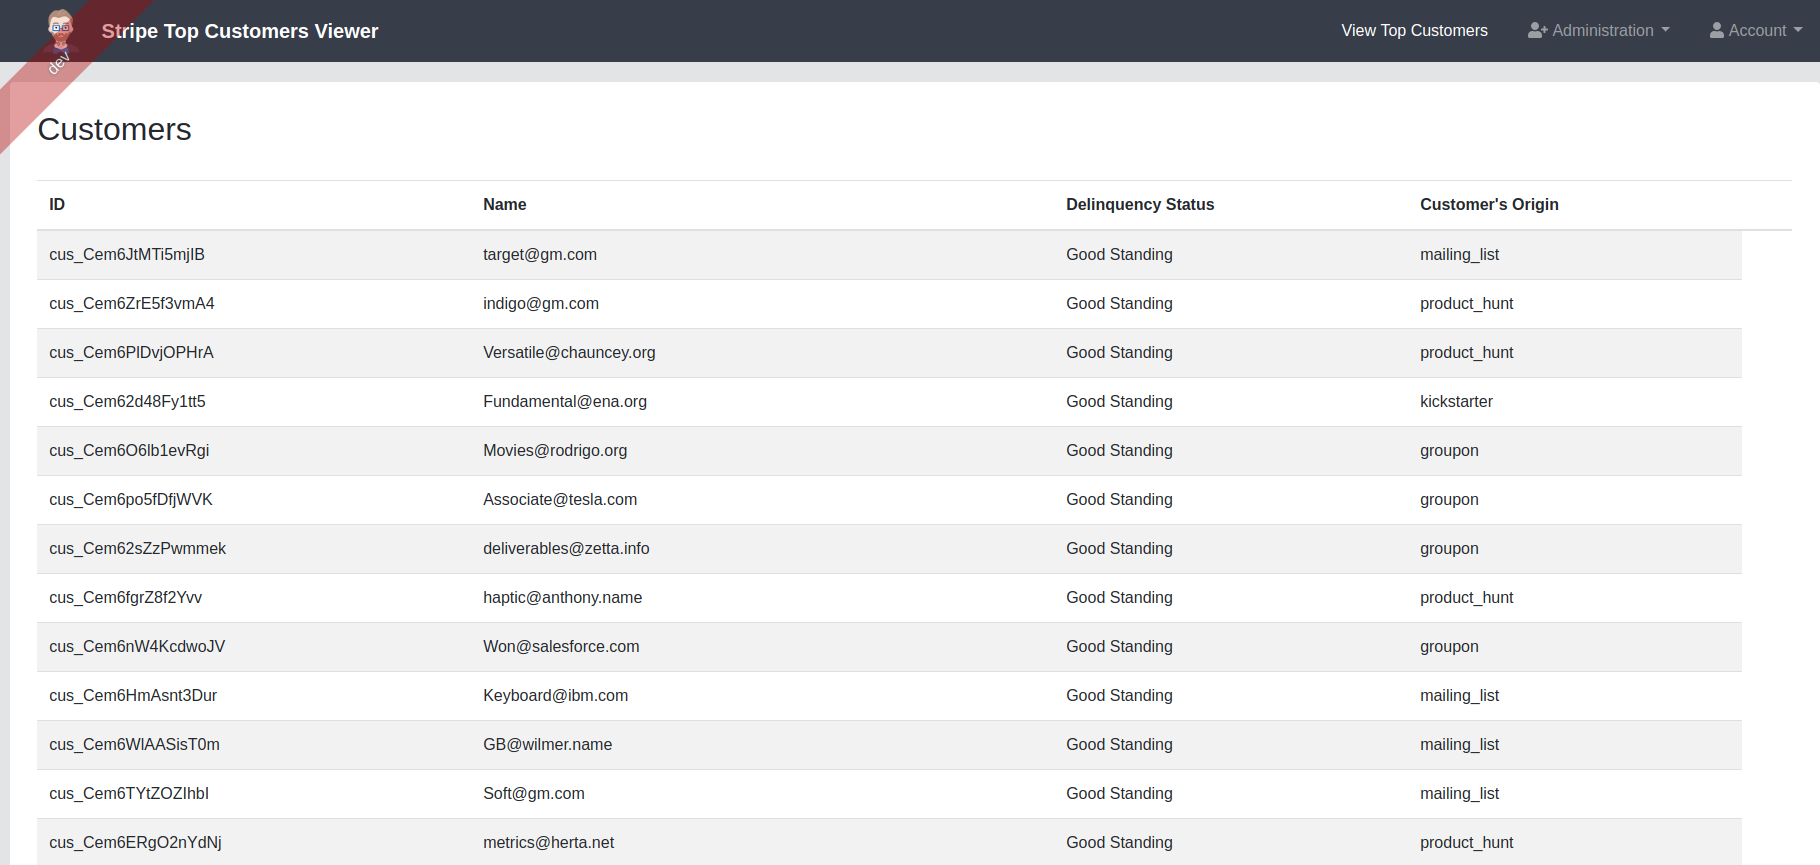 Stripe Top Customers Viewer View Top Customers Administration Account
dev
Customers
ID Name Delinquency Status Customer's Origin
cus_Cem6JtMTi5mjIB target@gm.com Good Standing mailing_list
cus_Cem6ZrE5f3vmA4 indigo@gm.com Good Standing product_hunt
cus_Cem6PlDvjOPHrA Versatile@chauncey.org Good Standing product_hunt
cus_Cem62d48Fy1tt5 Fundamental@ena.org Good Standing kickstarter
cus_Cem6O6lb1evRgi Movies@rodrigo.org Good Standing groupon
cus_Cem6po5fDfjWVK Associate@tesla.com Good Standing groupon
cus_Cem62sZzPwmmek deliverables@zetta.info Good Standing groupon
cus_Cem6fgrZ8f2Yvv haptic@anthony.name Good Standing product_hunt
cus_Cem6nW4KcdwoJV Won@salesforce.com Good Standing groupon
cus_Cem6HmAsnt3Dur Keyboard@ibm.com Good Standing mailing_list
cus_Cem6WlAASisT0m GB@wilmer.name Good Standing mailing_list
cus_Cem6TYtZOZIhbI Soft@gm.com Good Standing mailing_list
cus_Cem6ERgO2nYdNj metrics@herta.net Good Standing product_hunt